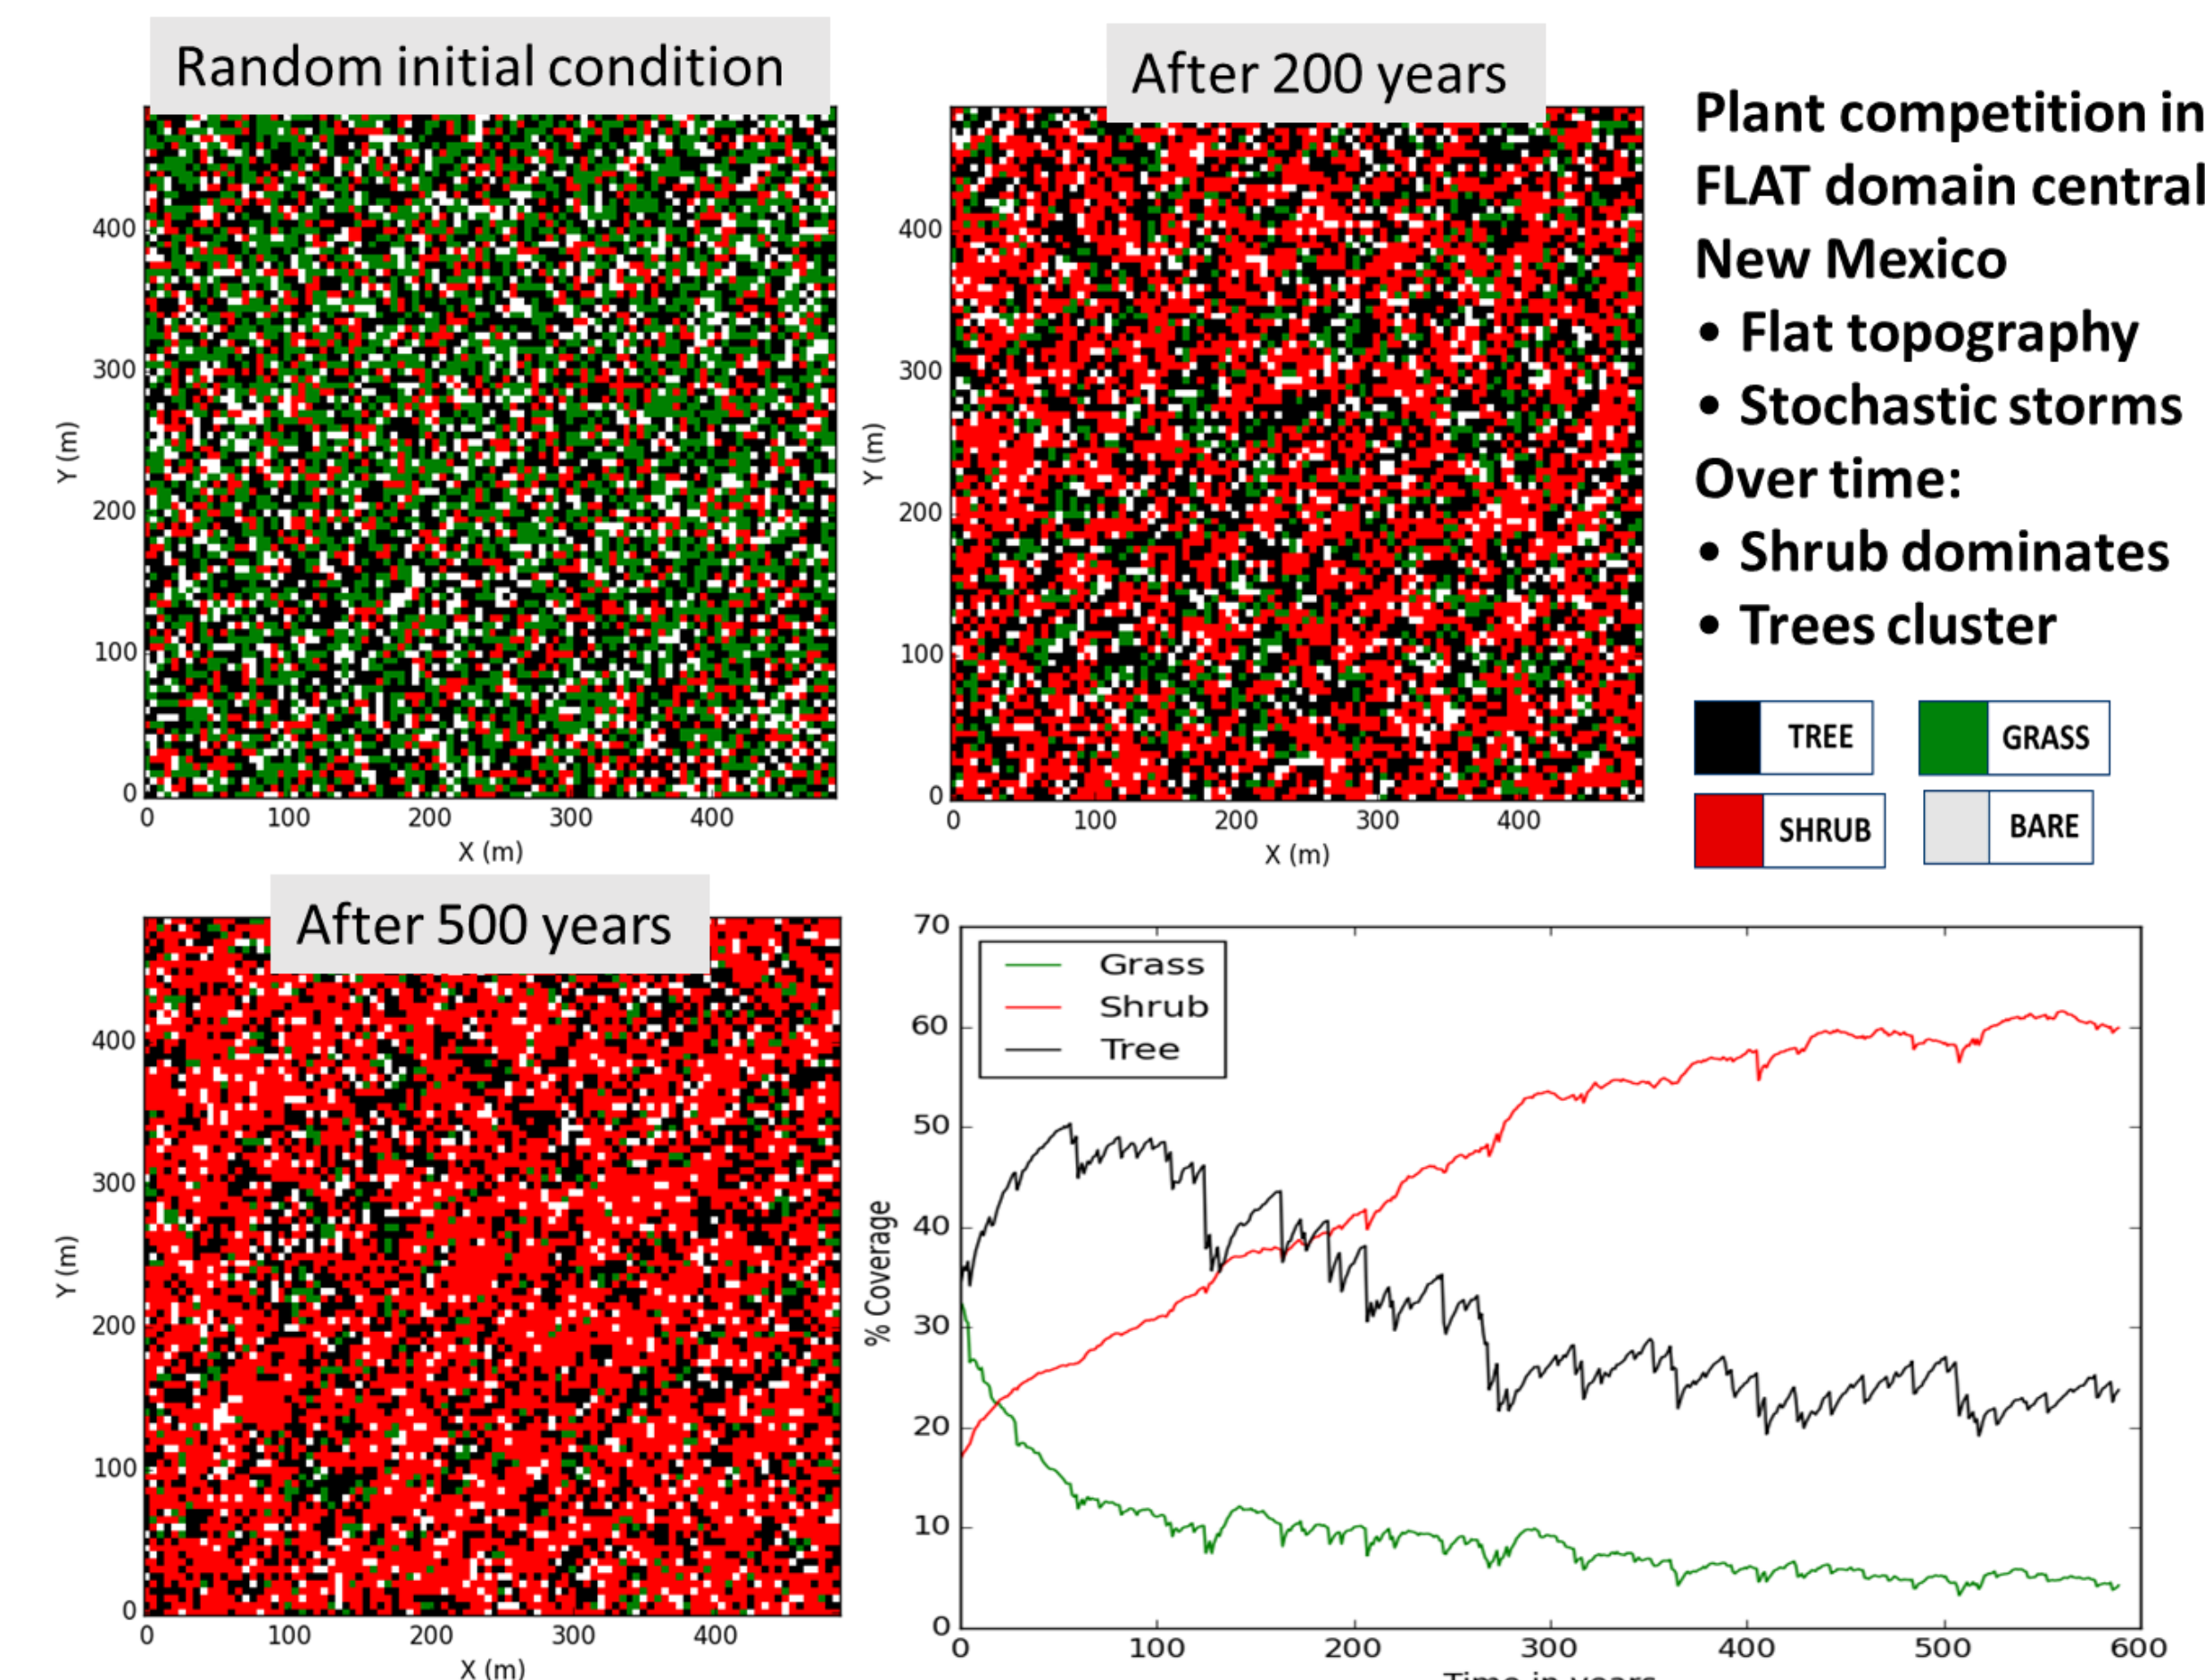 Random initial condition
400
300
200
100
0
Y (m)
0 100 200 300 400
X (m)
After 200 years
400
300
200
100
0
Y (m)
0 100 200 300 400
X (m)
Plant competition in
FLAT domain central
New Mexico
• Flat topography
• Stochastic storms
Over time:
• Shrub dominates
• Trees cluster
TREE GRASS
SHRUB BARE
After 500 years
400
300
200
100
0
Y (m)
0 100 200 300 400
X (m)
70
60
50
40
30
20
10
0
% Coverage
Grass
Shrub
Tree
0 100 200 300 400 500 600
Time in years